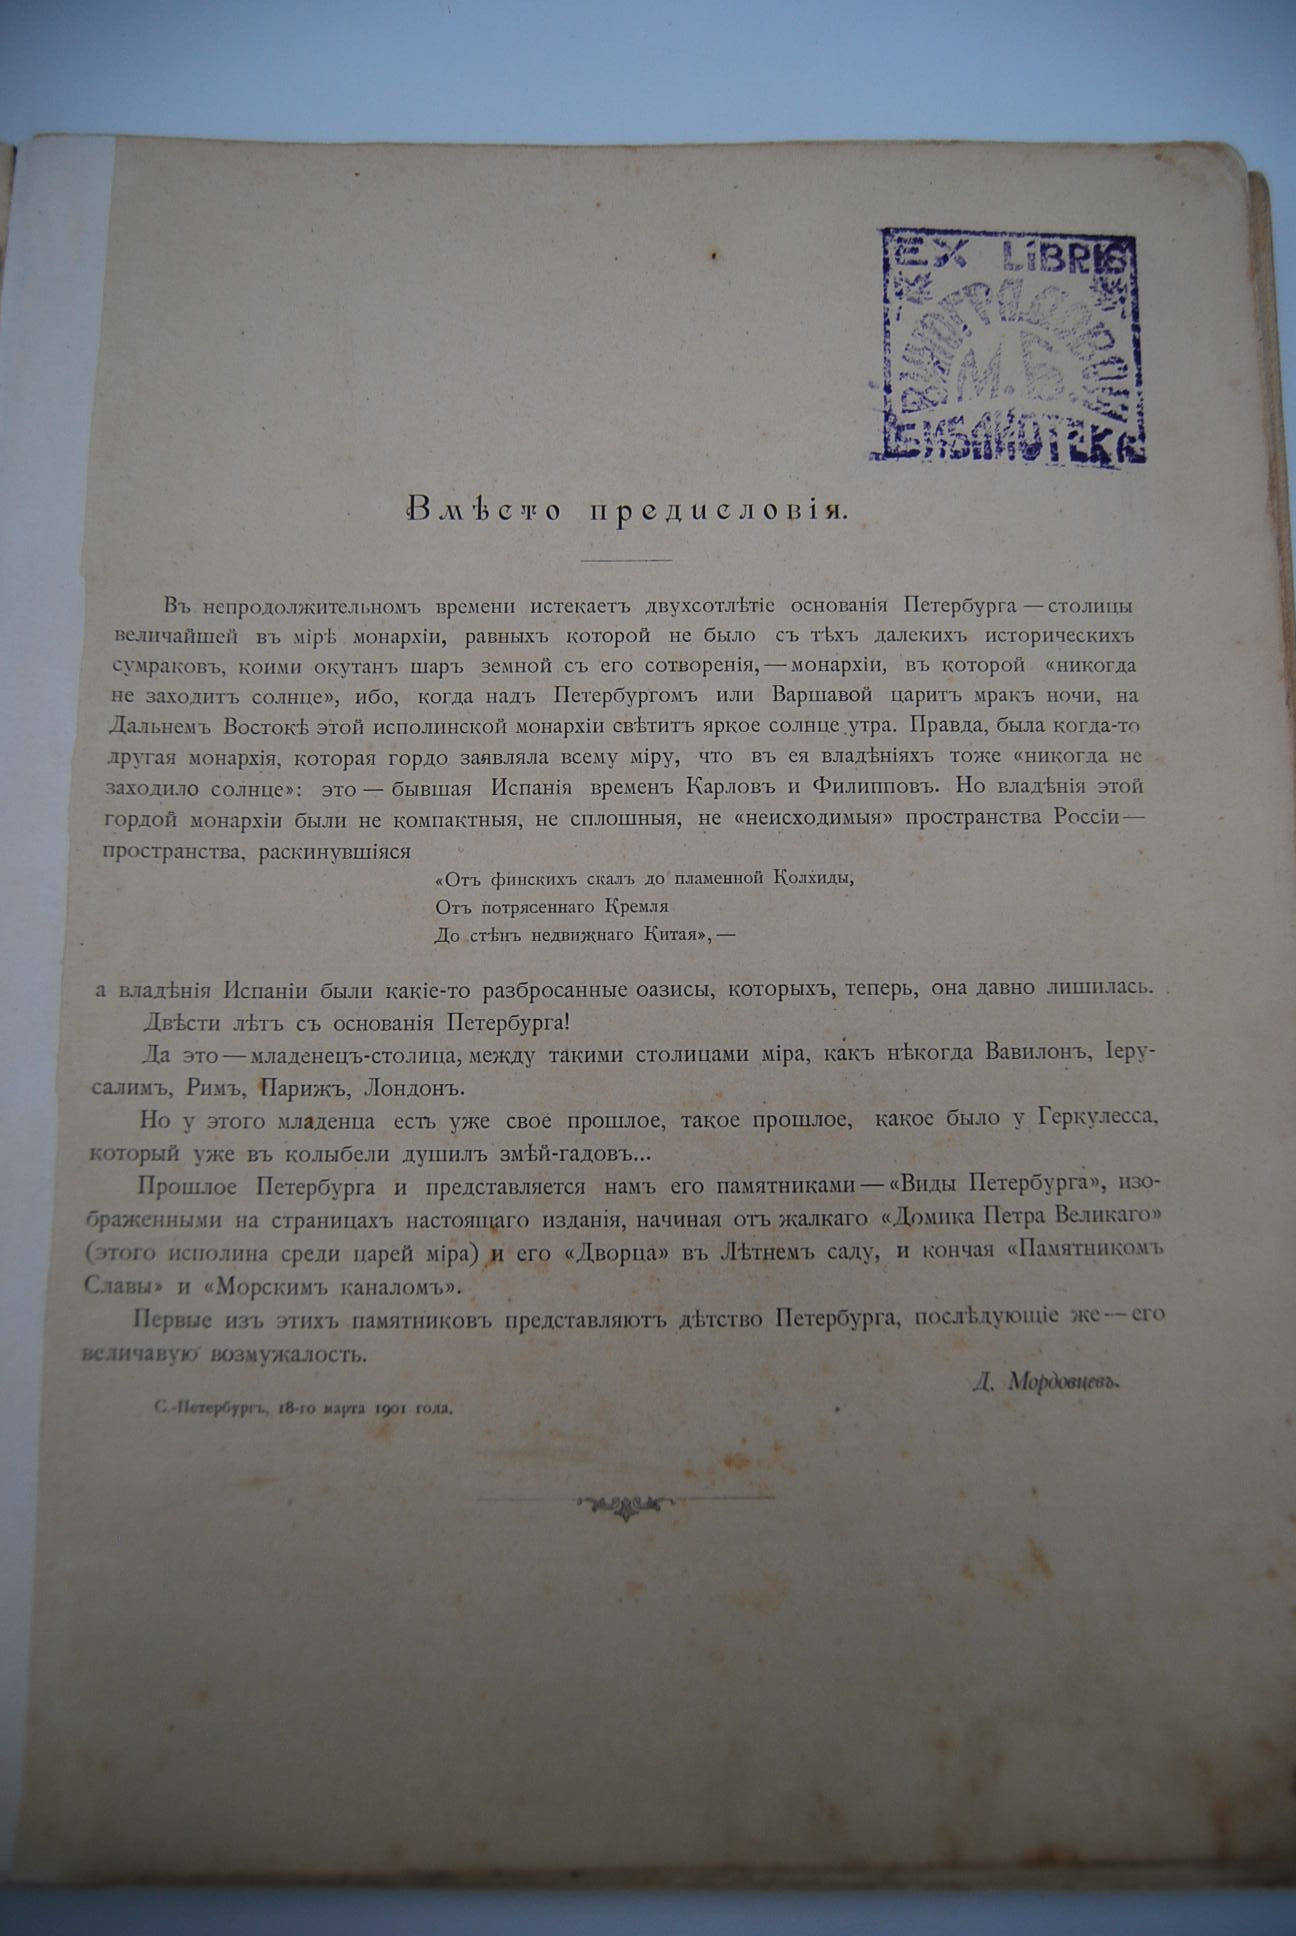 EX LIBRIS
М.Б.
БИБЛИОТЕКА
Вмѣсто предисловія.
Въ непродолжительномъ времени истекаетъ двухсотлѣтіе основанія Петербурга — столицы
величайшей въ мірѣ монархіи, равныхъ которой не было съ тѣхъ далекихъ историческихъ
сумраковъ, коими окутанъ шаръ земной съ его сотворенія, — монархіи, въ которой «никогда
не заходитъ солнце», ибо, когда надъ Петербургомъ или Варшавой царитъ мракъ ночи, на
Дальнемъ Востокѣ этой исполинской монархіи свѣтитъ яркое солнце утра. Правда, была когда-то
другая монархія, которая гордо заявляла всему міру, что въ ея владѣніяхъ тоже «никогда не
заходило солнце»: это — бывшая Испанія временъ Карловъ и Филипповъ. Но владѣнія этой
гордой монархіи были не компактныя, не сплошныя, не «неисходимыя» пространства Россіи —
пространства, раскинувшіяся
«Отъ финскихъ скалъ до пламенной Колхиды,
Отъ потрясеннаго Кремля
До стѣнъ недвижнаго Китая», —
а владѣнія Испаніи были какіе-то разбросанные оазисы, которыхъ, теперь, она давно лишилась.
Двѣсти лѣтъ съ основанія Петербурга!
Да это — младенецъ-столица, между такими столицами міра, какъ нѣкогда Вавилонъ, Іеру-
салимъ, Римъ, Парижъ, Лондонъ.
Но у этого младенца есть уже свое прошлое, такое прошлое, какое было у Геркулесса,
который уже въ колыбели душилъ змѣй-гадовъ...
Прошлое Петербурга и представляется намъ его памятниками — «Виды Петербурга», изо-
браженными на страницахъ настоящаго изданія, начиная отъ жалкаго «Домика Петра Великаго»
(этого исполина среди царей міра) и его «Дворца» въ Лѣтнемъ саду, и кончая «Памятникомъ
Славы» и «Морскимъ каналомъ».
Первые изъ этихъ памятниковъ представляютъ дѣтство Петербурга, послѣдующіе же — его
величавую возмужалость.
Д. Мордовцевъ.
С.-Петербургъ, 18-го марта 1901 года.